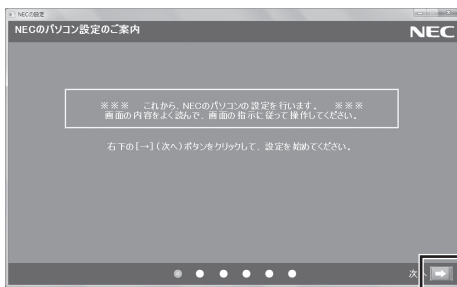 NECの設定
NECのパソコン設定のご案内
NEC
※※※ これから、NECのパソコンの設定を行います。 ※※※
画面の内容をよく読んで、画面の指示に従って操作してください。
右下の[→](次へ)ボタンをクリックして、設定を始めてください。
次へ